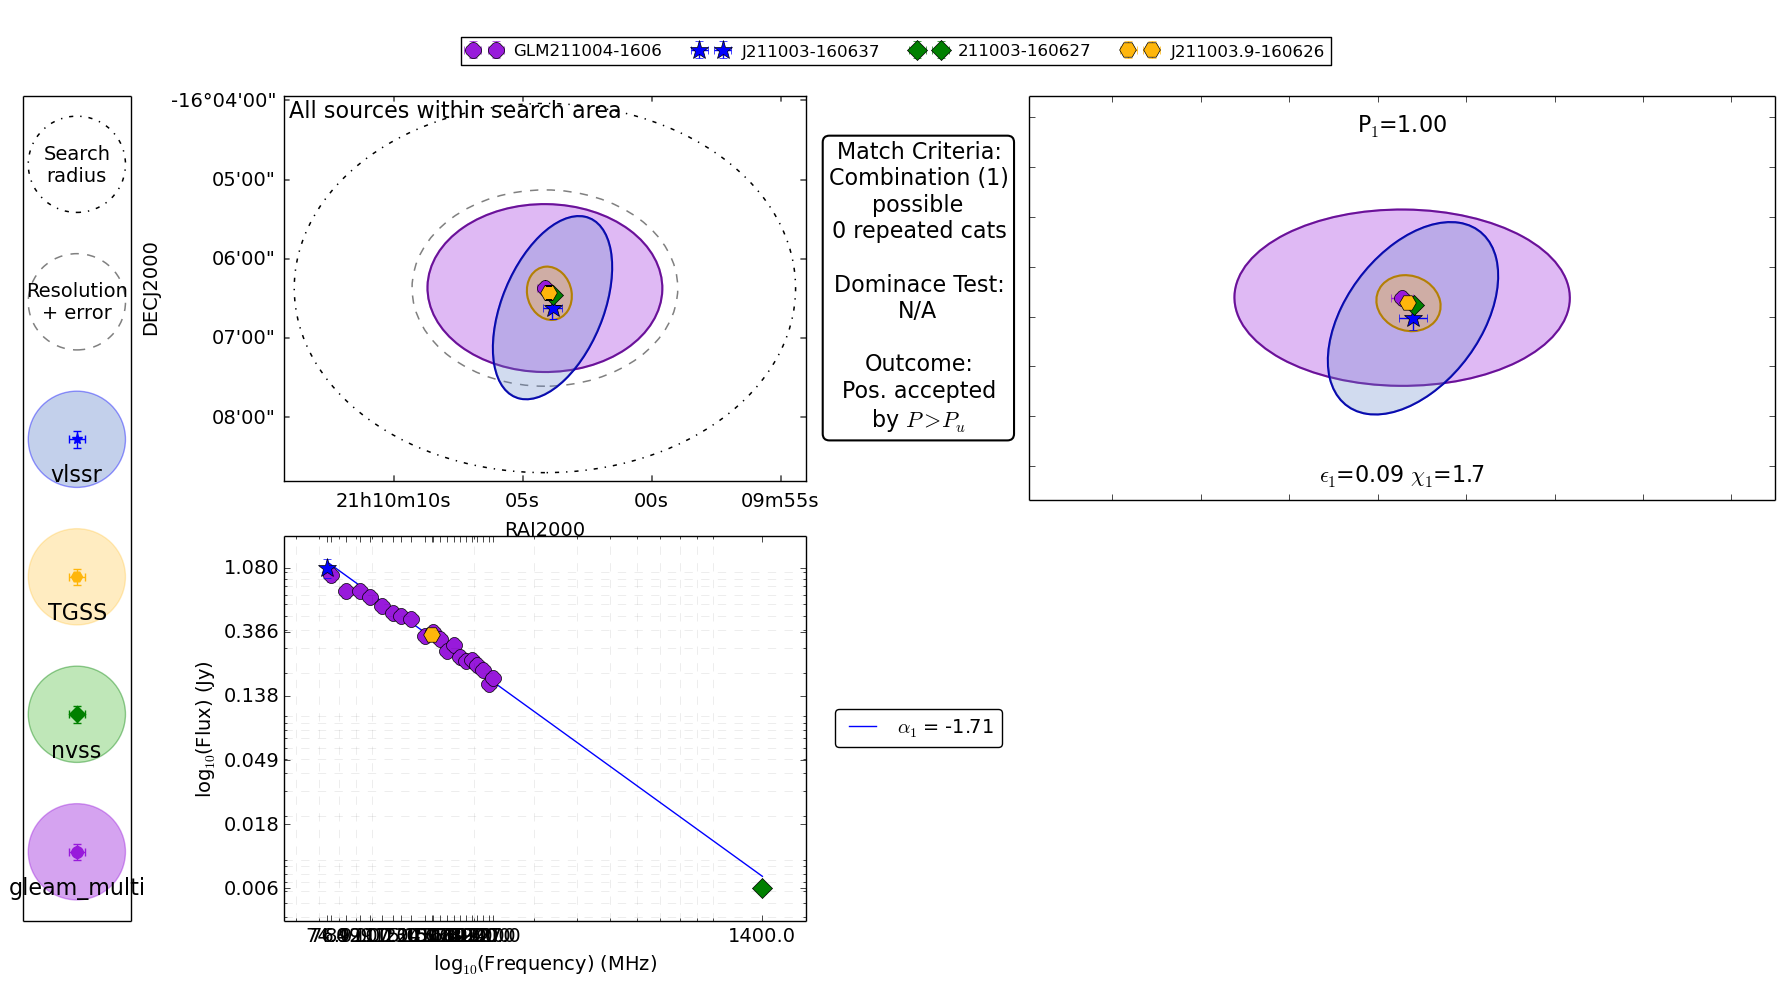 GLM211004-1606 J211003-160637 211003-160627 J211003.9-160626
Search
radius
Resolution
+ error
vlssr
TGSS
nvss
gleam_multi
All sources within search area
-16°04'00"
05'00"
06'00"
07'00"
08'00"
DECJ2000
21h10m10s 05s 00s 09m55s
RAJ2000
Match Criteria:
Combination (1)
possible
0 repeated cats
Dominace Test:
N/A
Outcome:
Pos. accepted
by P>Pᵤ
P₁=1.00
ϵ₁=0.09 χ₁=1.7
1.080
0.386
0.138
0.049
0.018
0.006
log₁₀(Flux) (Jy)
1400.0
log₁₀(Frequency) (MHz)
α₁ = -1.71